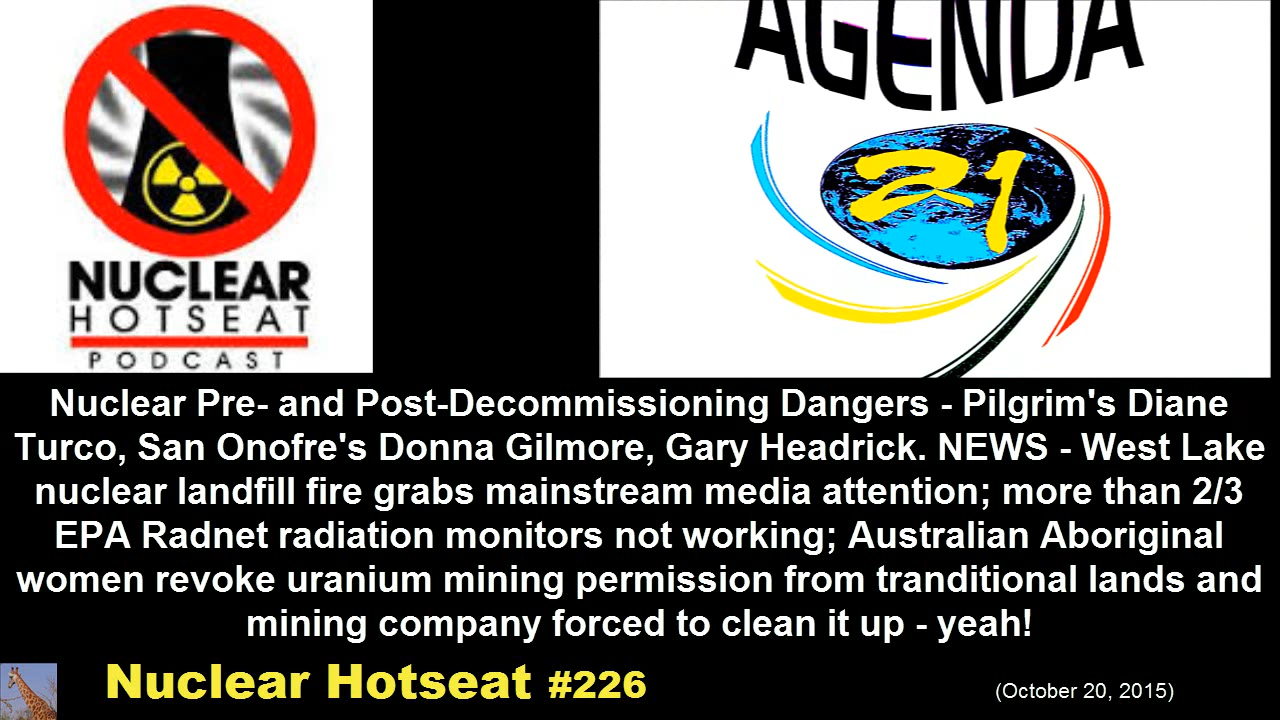 NUCLEAR
HOTSEAT
PODCAST
AGENDA
21
Nuclear Pre- and Post-Decommissioning Dangers - Pilgrim's Diane
Turco, San Onofre's Donna Gilmore, Gary Headrick. NEWS - West Lake
nuclear landfill fire grabs mainstream media attention; more than 2/3
EPA Radnet radiation monitors not working; Australian Aboriginal
women revoke uranium mining permission from tranditional lands and
mining company forced to clean it up - yeah!
Nuclear Hotseat #226
(October 20, 2015)